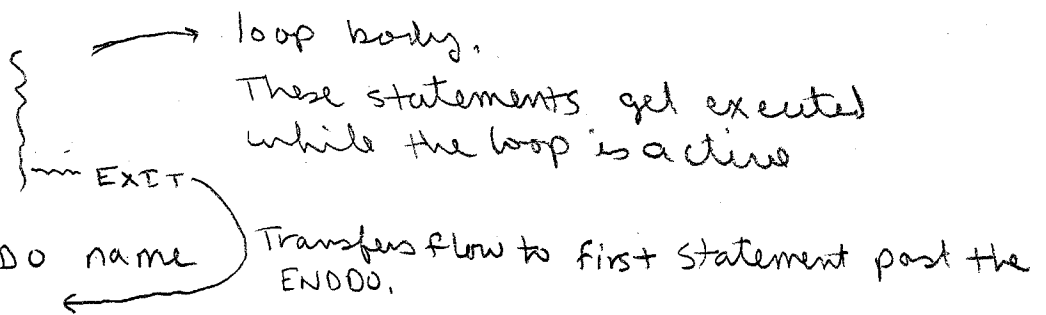 loop body.
These statements get executed
while the loop is active
EXIT
DO name
Transfers flow to first statement past the
ENDDO.